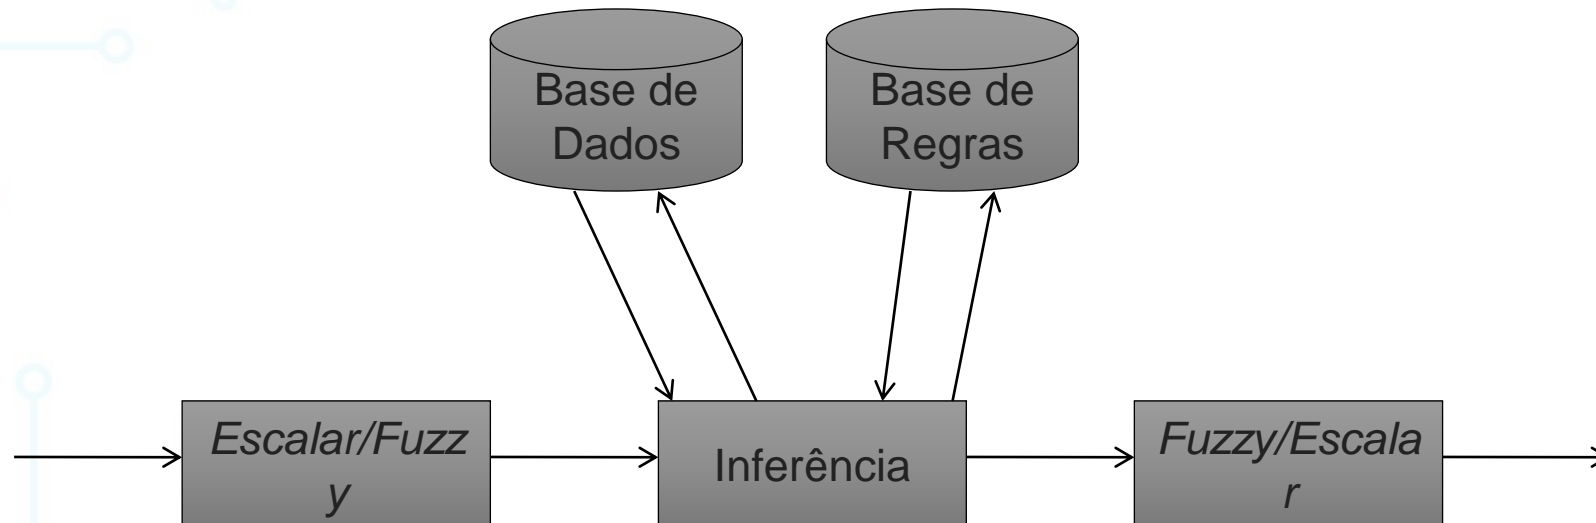 Base de
Dados
Base de
Regras
Escalar/Fuzz
y
Inferência
Fuzzy/Escala
r